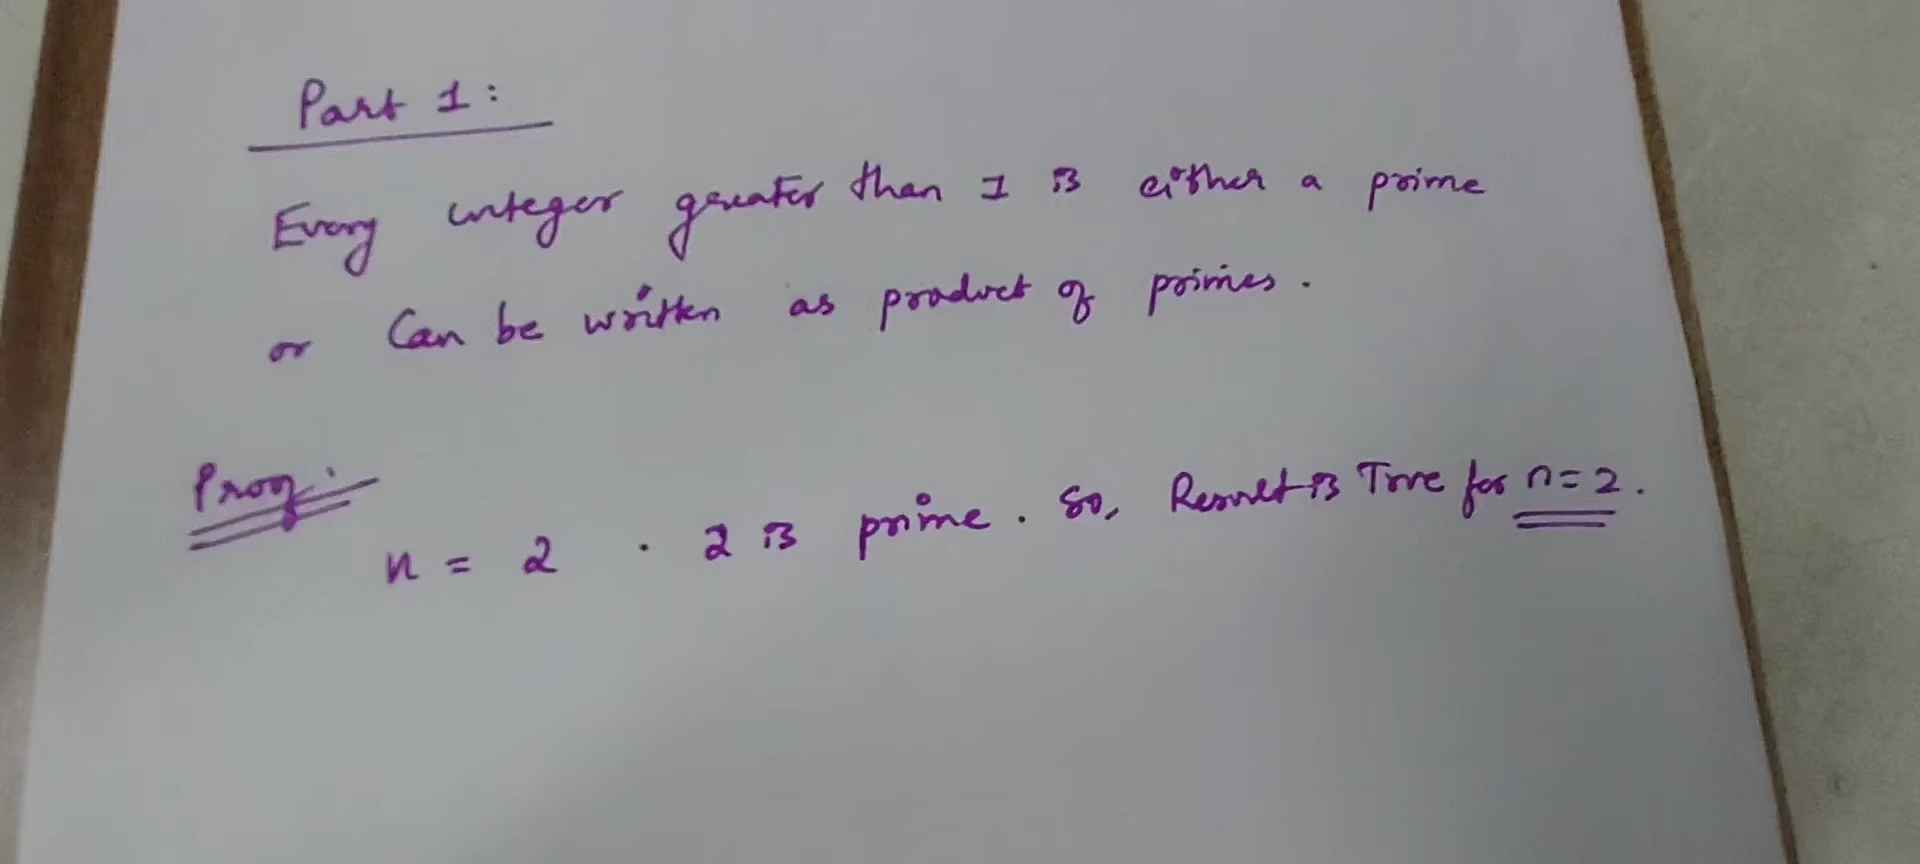 Part 1:
Every integer greater than 1 is either a prime
or Can be written as product of primes.
Proof:
n = 2 . 2 is prime. So, Result is True for n=2.